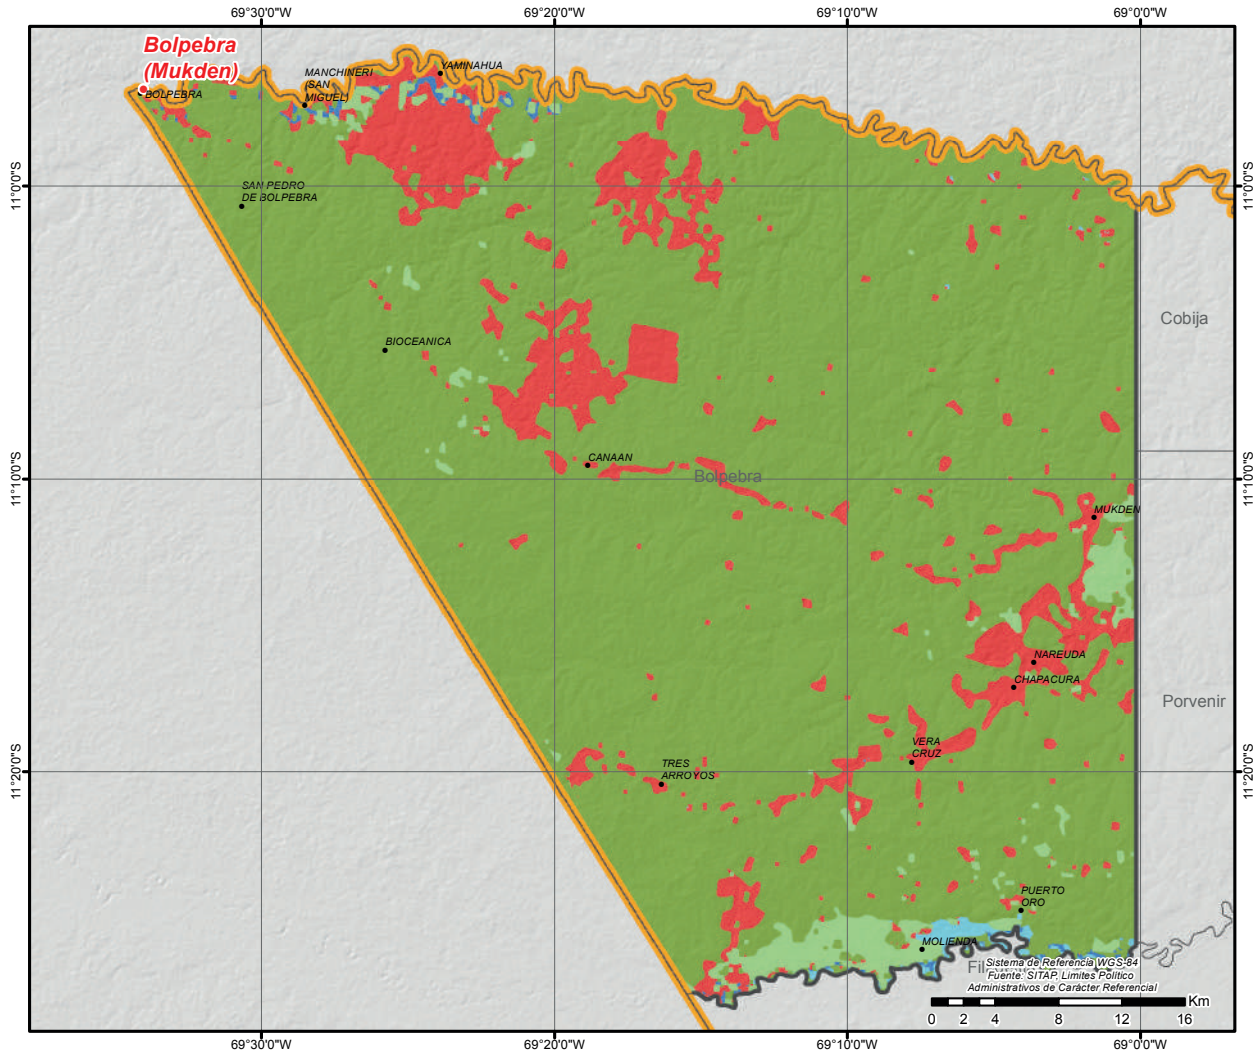 69°30'0"W
69°20'0"W
69°10'0"W
69°0'0"W
Bolpebra
(Mukden)
BOLPEBRA
MANCHINERI
(SAN
MIGUEL)
YAMINAHUA
11°0'0"S
11°0'0"S
SAN PEDRO
DE BOLPEBRA
Cobija
BIOCEANICA
CANAAN
Bolpebra
11°10'0"S
11°10'0"S
MUKDEN
NAREUDA
CHAPACURA
Porvenir
VERA
CRUZ
TRES
ARROYOS
11°20'0"S
11°20'0"S
PUERTO
ORO
MOLIENDA
Sistema de Referencia WGS-84
Fuente: SITAP, Limites Politico
Administrativos de Carácter Referencial
Km
0 2 4 8 12 16
69°30'0"W
69°20'0"W
69°10'0"W
69°0'0"W